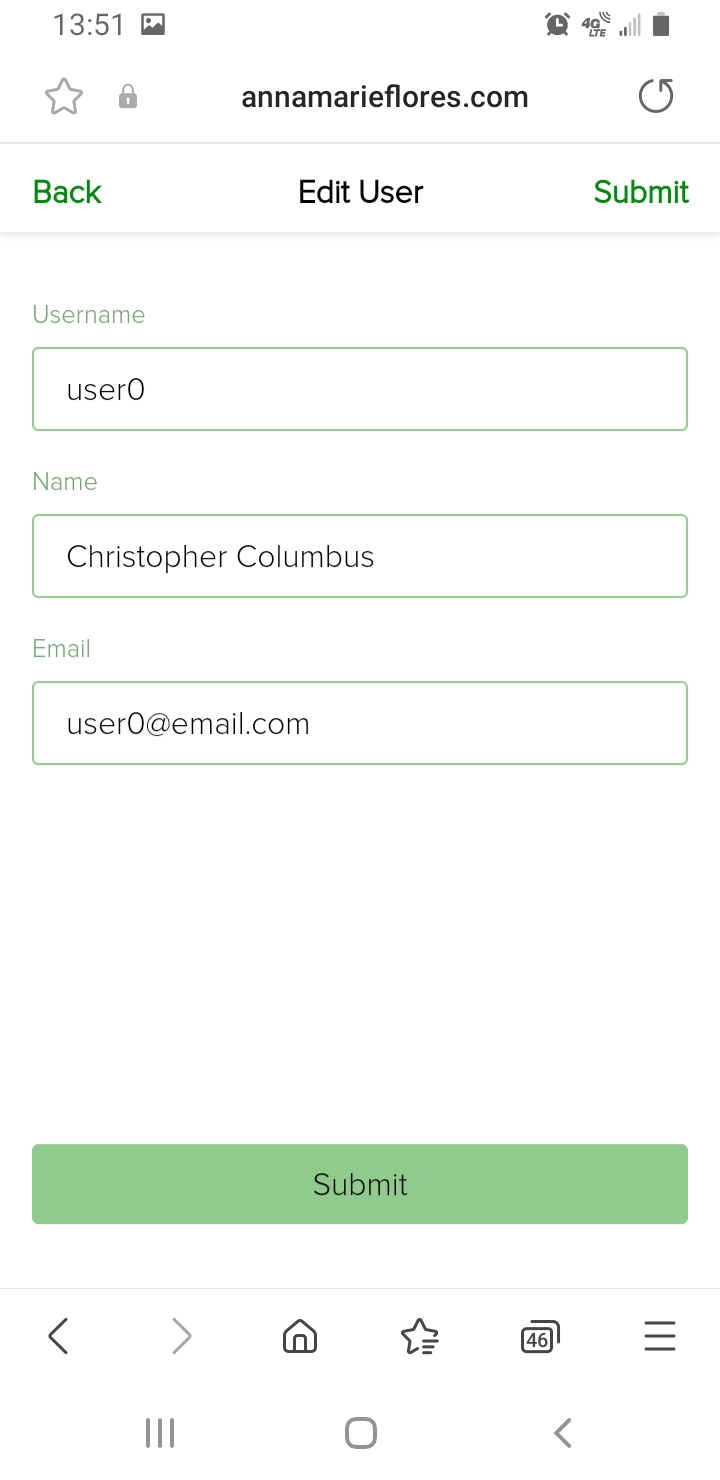 13:51
4G
LTE
annamarieflores.com
Back Edit User Submit
Username
user0
Name
Christopher Columbus
Email
user0@email.com
Submit
46